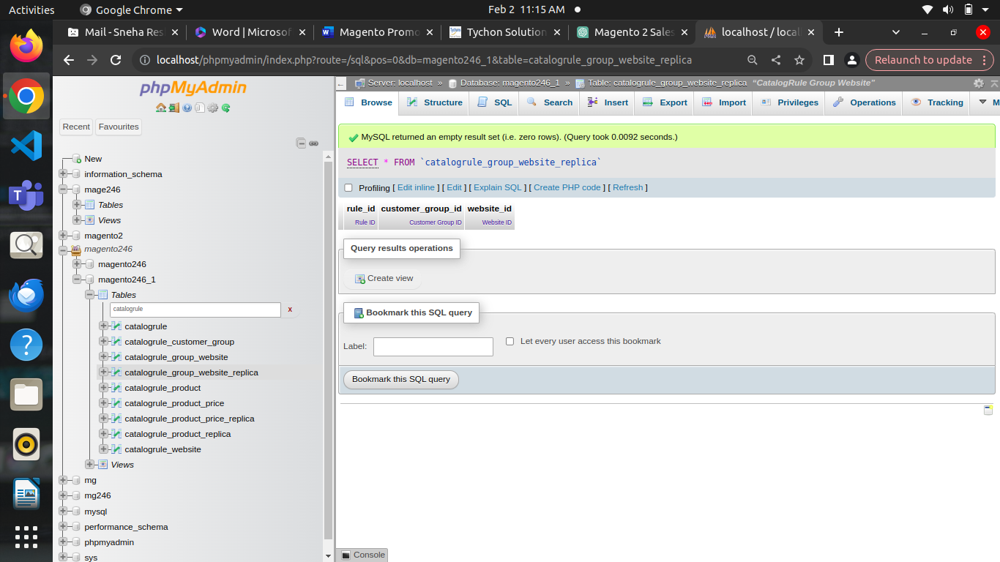 Activities
Google Chrome
Feb 2 11:15 AM
Mail - Sneha Res
Word | Microsof
Magento Promo
Tychon Solution
Magento 2 Sales
localhost / local
localhost/phpmyadmin/index.php?route=/sql&pos=0&db=magento246_1&table=catalogrule_group_website_replica
Relaunch to update
phpMyAdmin
Recent
Favourites
New
information_schema
mage246
Tables
Views
magento2
magento246
magento246
magento246_1
Tables
catalogrule
x
catalogrule
catalogrule_customer_group
catalogrule_group_website
catalogrule_group_website_replica
catalogrule_product
catalogrule_product_price
catalogrule_product_price_replica
catalogrule_product_replica
catalogrule_website
Views
mg
mg246
mysql
performance_schema
phpmyadmin
sys
Server: localhost » Database: magento246_1 » Table: catalogrule_group_website_replica "CatalogRule Group Website"
Browse
Structure
SQL
Search
Insert
Export
Import
Privileges
Operations
Tracking
M
MySQL returned an empty result set (i.e. zero rows). (Query took 0.0092 seconds.)
SELECT * FROM `catalogrule_group_website_replica`
Profiling [ Edit inline ] [ Edit ] [ Explain SQL ] [ Create PHP code ] [ Refresh ]
rule_id customer_group_id website_id
Rule ID Customer Group ID Website ID
Query results operations
Create view
Bookmark this SQL query
Label:
Let every user access this bookmark
Bookmark this SQL query
Console